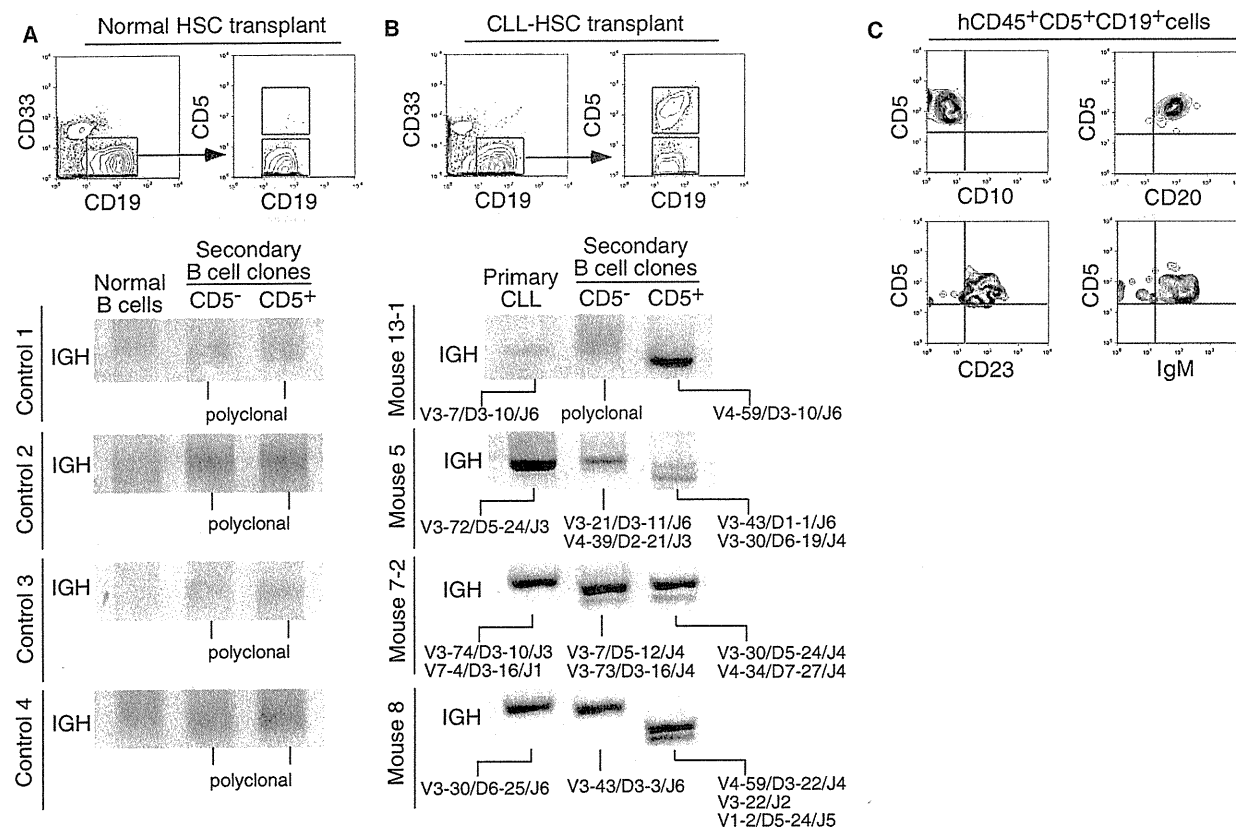 A
Normal HSC transplant
CD33
CD19
CD5
CD19
Normal
B cells
Secondary
B cell clones
CD5-
CD5+
Control 1
IGH
polyclonal
Control 2
IGH
polyclonal
Control 3
IGH
polyclonal
Control 4
IGH
polyclonal
B
CLL-HSC transplant
CD33
CD19
CD5
CD19
Primary
CLL
Secondary
B cell clones
CD5-
CD5+
Mouse 13-1
IGH
V3-7/D3-10/J6
polyclonal
V4-59/D3-10/J6
Mouse 5
IGH
V3-72/D5-24/J3
V3-21/D3-11/J6
V4-39/D2-21/J3
V3-43/D1-1/J6
V3-30/D6-19/J4
Mouse 7-2
IGH
V3-74/D3-10/J3
V7-4/D3-16/J1
V3-7/D5-12/J4
V3-73/D3-16/J4
V3-30/D5-24/J4
V4-34/D7-27/J4
Mouse 8
IGH
V3-30/D6-25/J6
V3-43/D3-3/J6
V4-59/D3-22/J4
V3-22/J2
V1-2/D5-24/J5
C
hCD45+CD5+CD19+cells
CD5
CD10
CD5
CD20
CD5
CD23
CD5
IgM